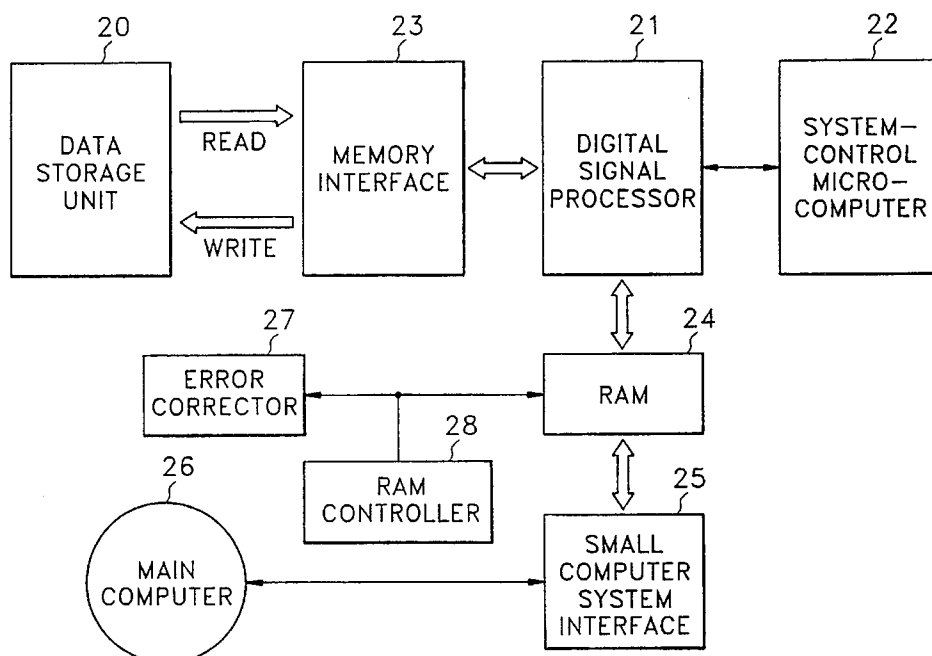 20
23
21
22
DATA
STORAGE
UNIT
READ
WRITE
MEMORY
INTERFACE
DIGITAL
SIGNAL
PROCESSOR
SYSTEM-
CONTROL
MICRO-
COMPUTER
27
ERROR
CORRECTOR
24
RAM
28
RAM
CONTROLLER
26
MAIN
COMPUTER
25
SMALL
COMPUTER
SYSTEM
INTERFACE